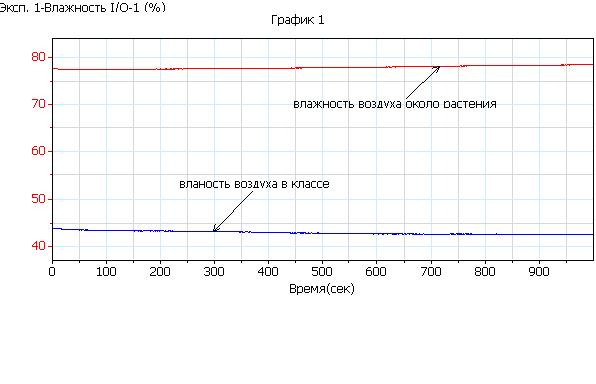 Эксп. 1-Влажность I/O-1 (%)
График 1
80
70
влажность воздуха около растения
60
50
вланость воздуха в классе
40
0 100 200 300 400 500 600 700 800 900
Время(сек)